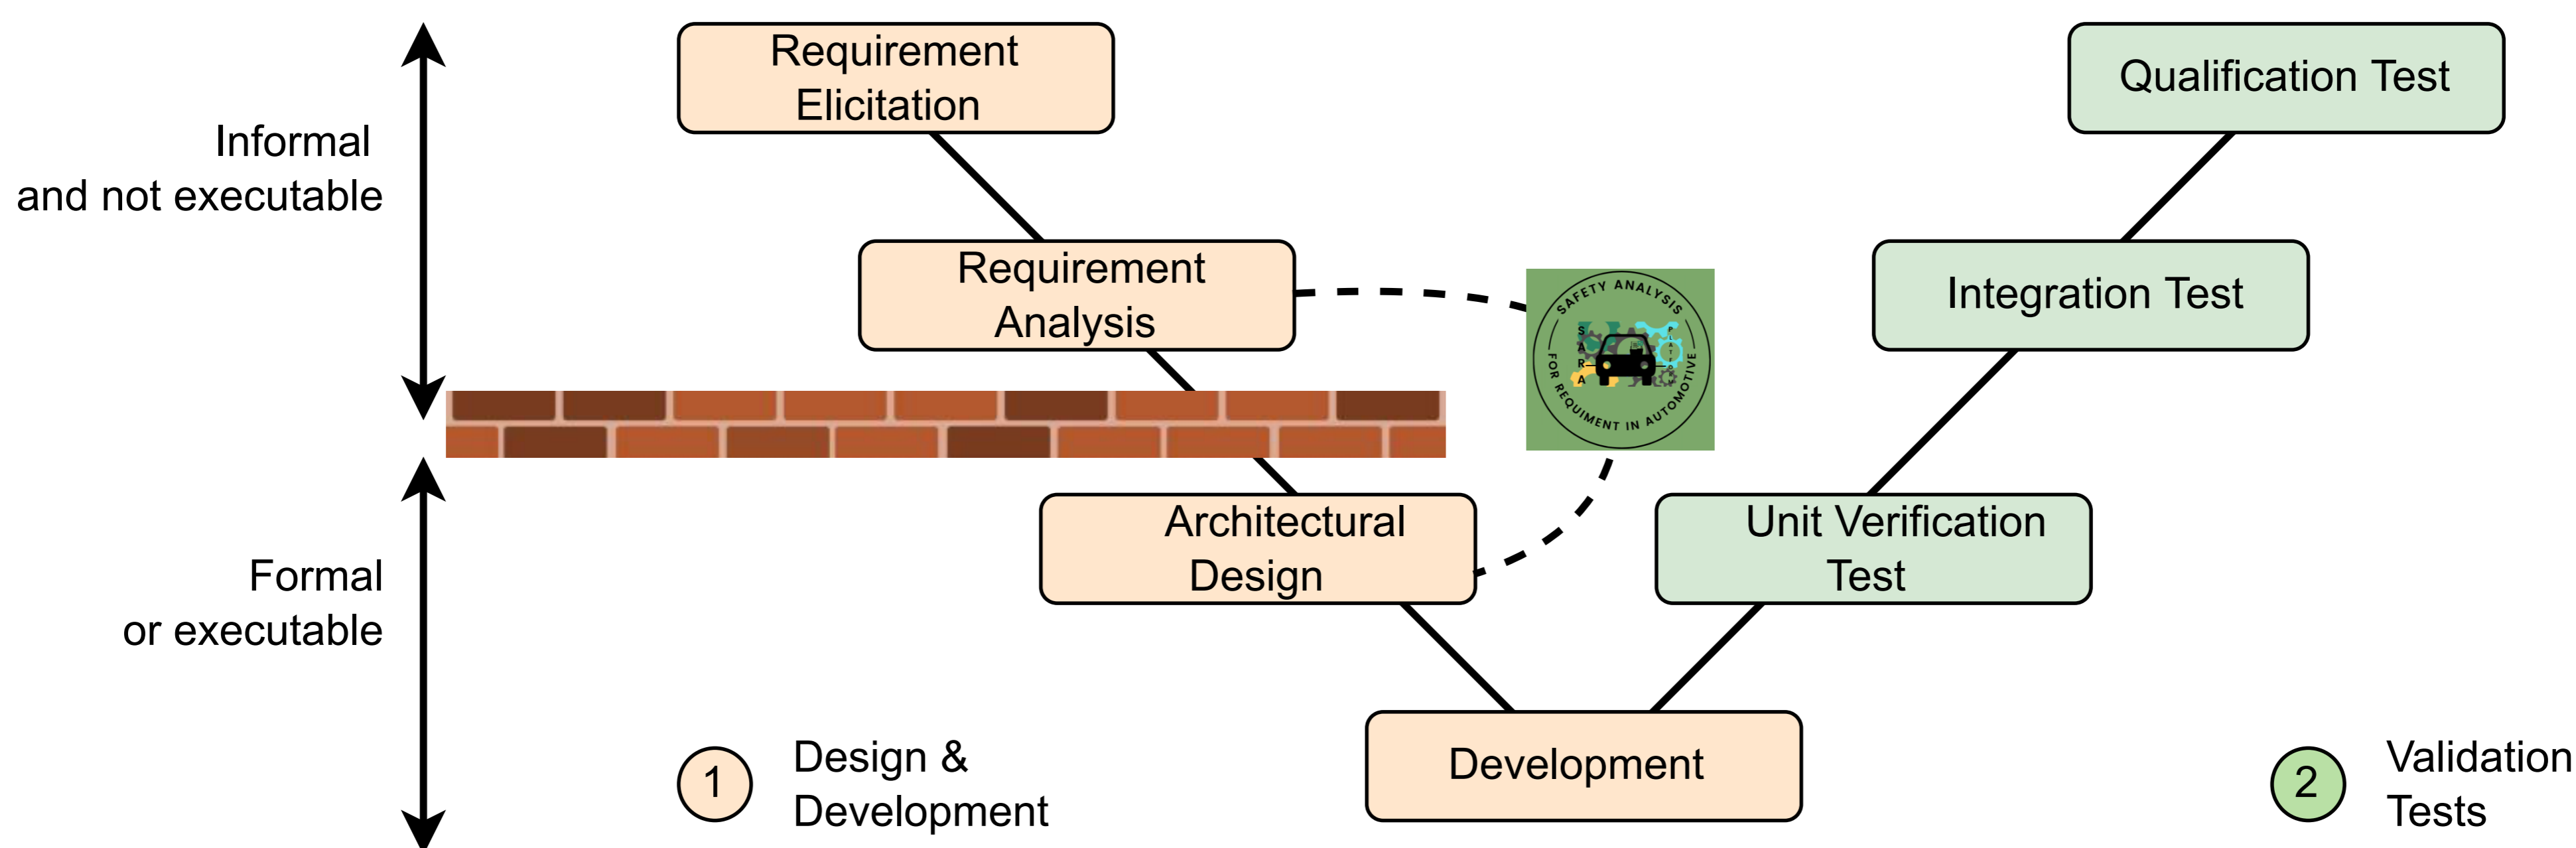 Requirement
Elicitation
Qualification Test
Informal
and not executable
Requirement
Analysis
Integration Test
SAFETY ANALYSIS
FOR REQUIMENT IN AUTOMOTIVE
SARA
Architectural
Design
Unit Verification
Test
Formal
or executable
Development
1
Design &
Development
2
Validation
Tests